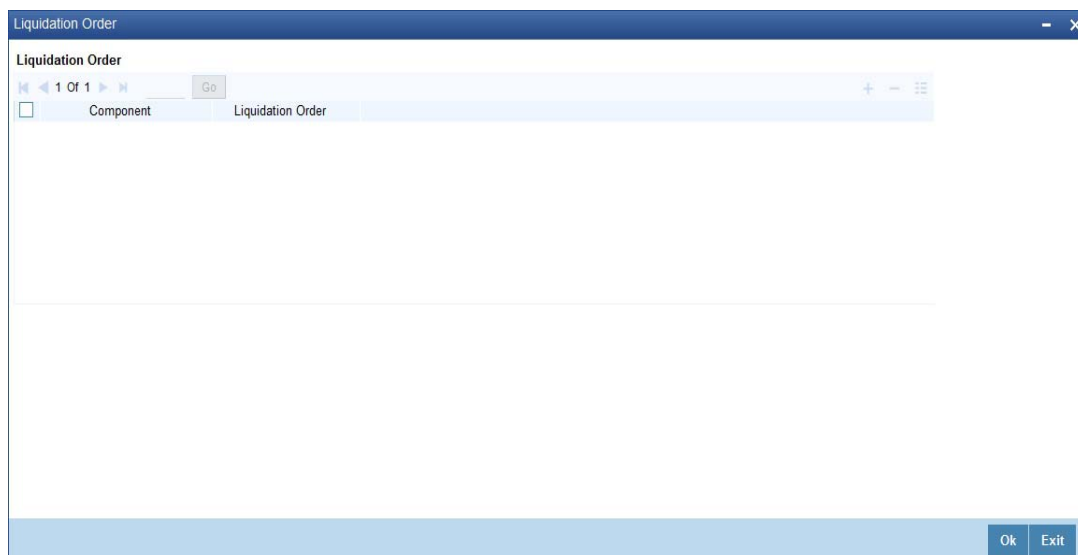 Liquidation Order
Liquidation Order
1 Of 1 Go
Component Liquidation Order
Ok Exit